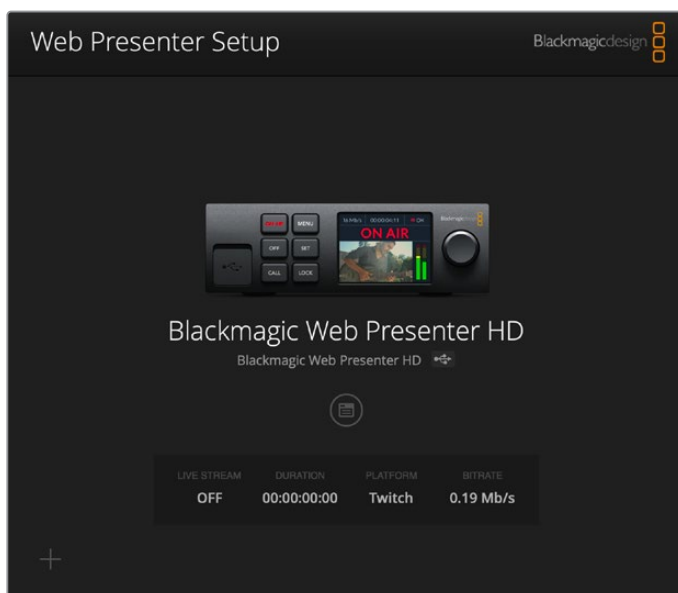 Web Presenter Setup
Blackmagicdesign
ON AIR
MENU
OFF
SET
CALL
LOCK
ON AIR
Blackmagic Web Presenter HD
Blackmagic Web Presenter HD
LIVE STREAM DURATION PLATFORM BITRATE
OFF 00:00:00:00 Twitch 0.19 Mb/s